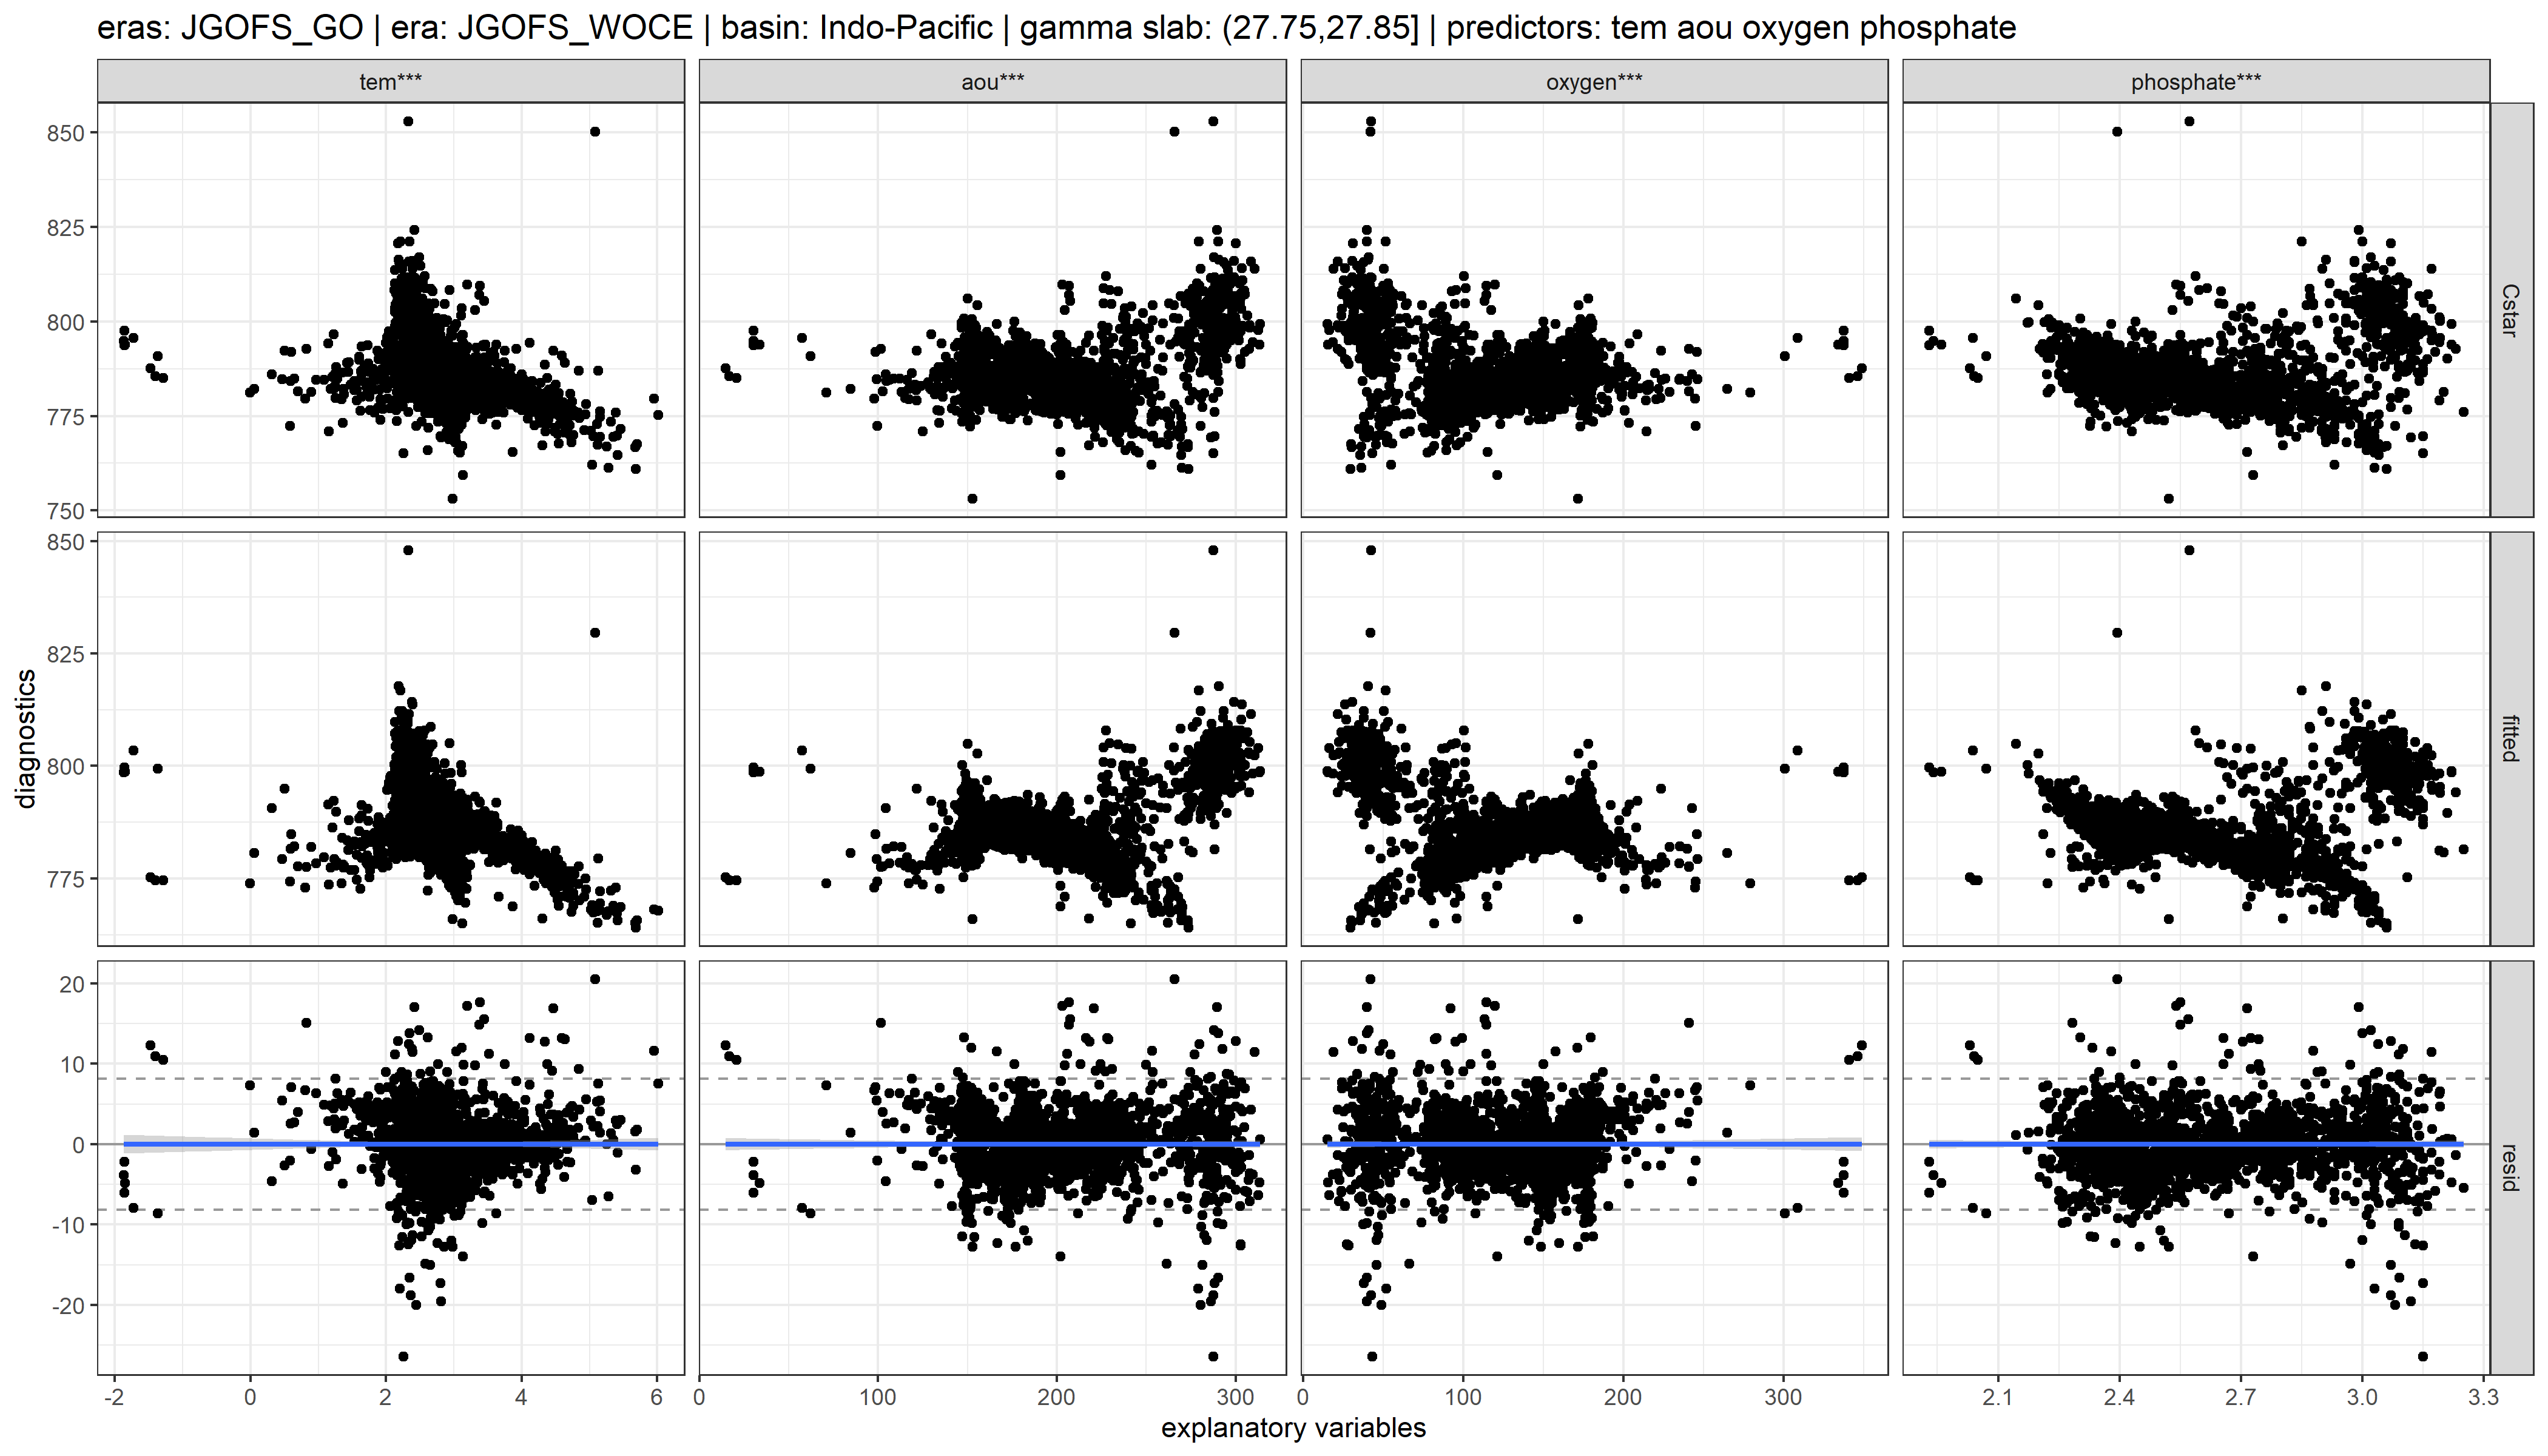 eras: JGOFS_GO | era: JGOFS_WOCE | basin: Indo-Pacific | gamma slab: (27.75,27.85] | predictors: tem aou oxygen phosphate
tem*** aou*** oxygen*** phosphate***
850
825
800
775
750
Cstar
850
825
800
775
fitted
diagnostics
20
10
0
-10
-20
resid
-2 0 2 4 6 0 100 200 300 0 100 200 300 2.1 2.4 2.7 3.0 3.3
explanatory variables